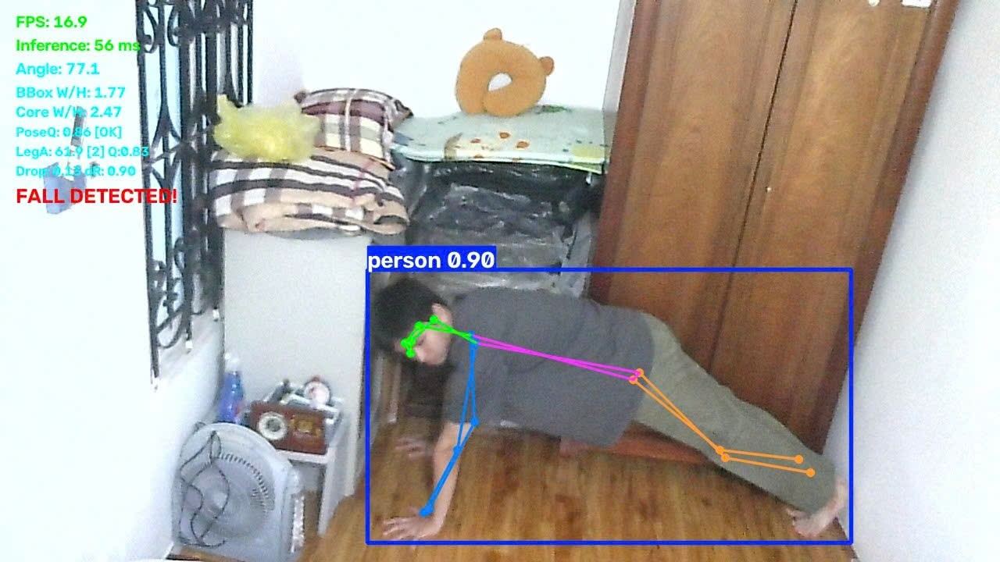 FPS: 16.9
Inference: 56 ms
Angle: 77.1
BBox W/H: 1.77
Core W/H: 2.47
PoseQ: 0.86 [OK]
LegA: 61.9 [2] Q:0.83
Drop: 0.13 dR: 0.90
FALL DETECTED!
person 0.90